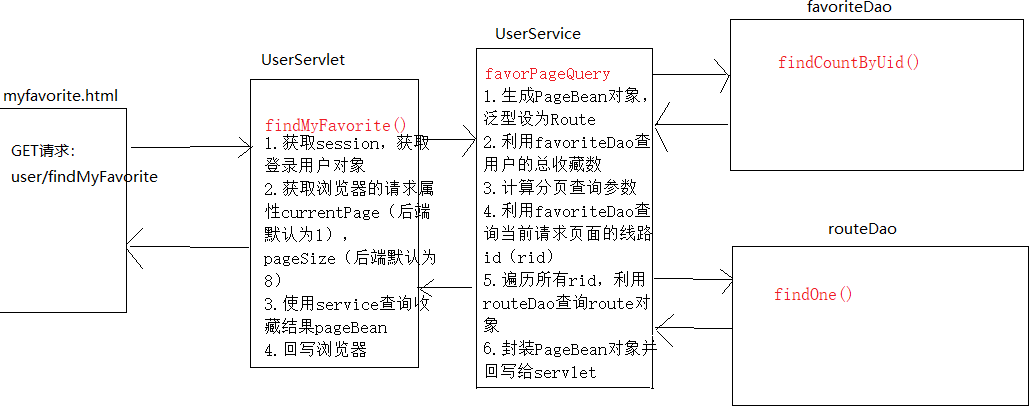 myfavorite.html
GET请求：
user/findMyFavorite
UserServlet
findMyFavorite()
1.获取session，获取
登录用户对象
2.获取浏览器的请求属
性currentPage（后端
默认为1），
pageSize（后端默认为
8）
3.使用service查询收
藏结果pageBean
4.回写浏览器
UserService
favorPageQuery
1.生成PageBean对象，
泛型设为Route
2.利用favoriteDao查
用户的总收藏数
3.计算分页查询参数
4.利用favoriteDao查
询当前请求页面的线路
id（rid）
5.遍历所有rid，利用
routeDao查询route对
象
6.封装PageBean对象并
回写给servlet
favoriteDao
findCountByUid()
routeDao
findOne()